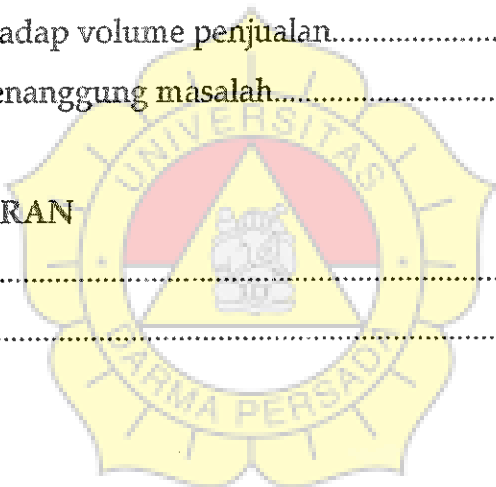 adap volume penjualan......................
enanggung masalah............................
UNIVERSITAS
RAN
.......................................................
.......................................................
DARMA PERSADA